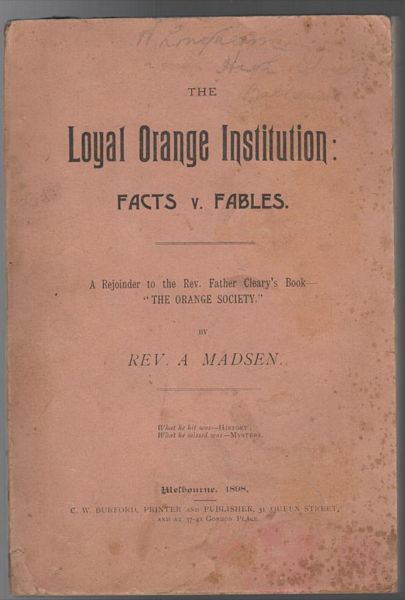 THE
Loyal Orange Institution:
FACTS V. FABLES.
A Rejoinder to the Rev. Father Cleary's Book—
"THE ORANGE SOCIETY."
BY
REV. A MADSEN.
What he hit was—HISTORY;
What he missed was—MYSTERY.
Melbourne, 1898,
C. W. BURFORD, PRINTER AND PUBLISHER, 31 QUEEN STREET,
AND AT 37-41 GORDON PLACE.